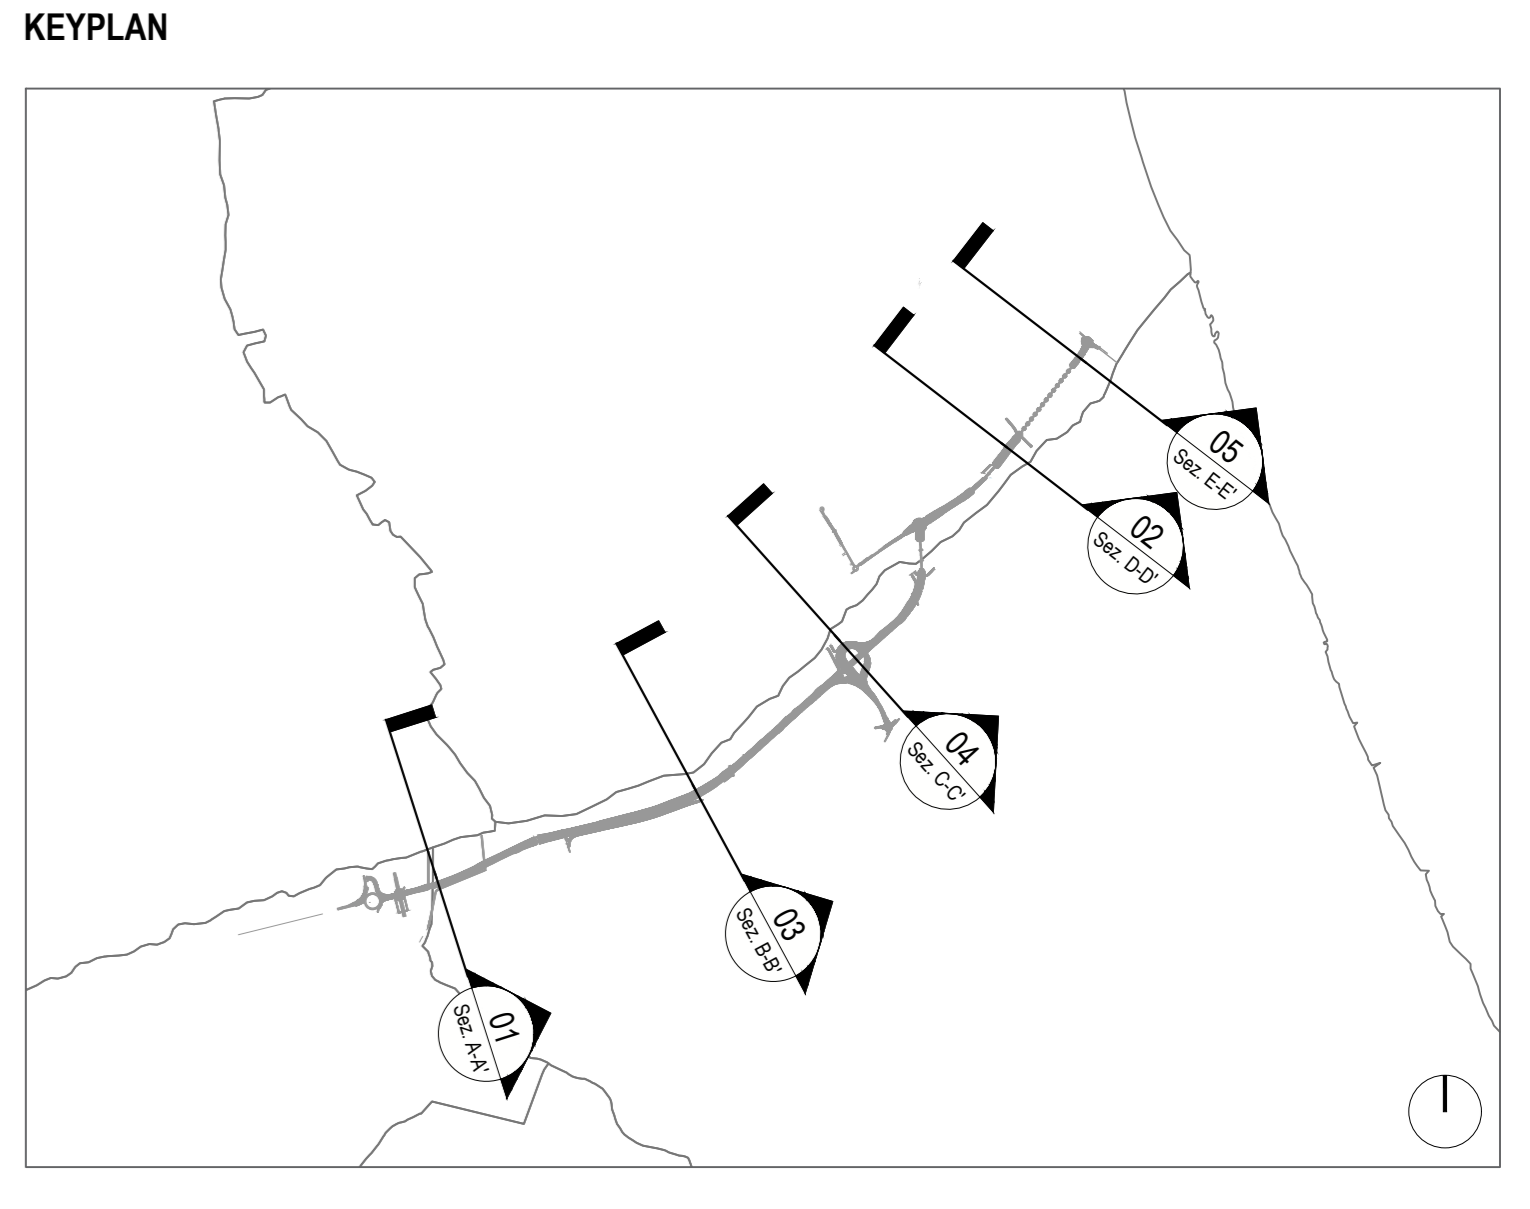 KEYPLAN
05
Sez. E-E'
02
Sez. D-D'
04
Sez. C-C'
03
Sez. B-B'
01
Sez. A-A'